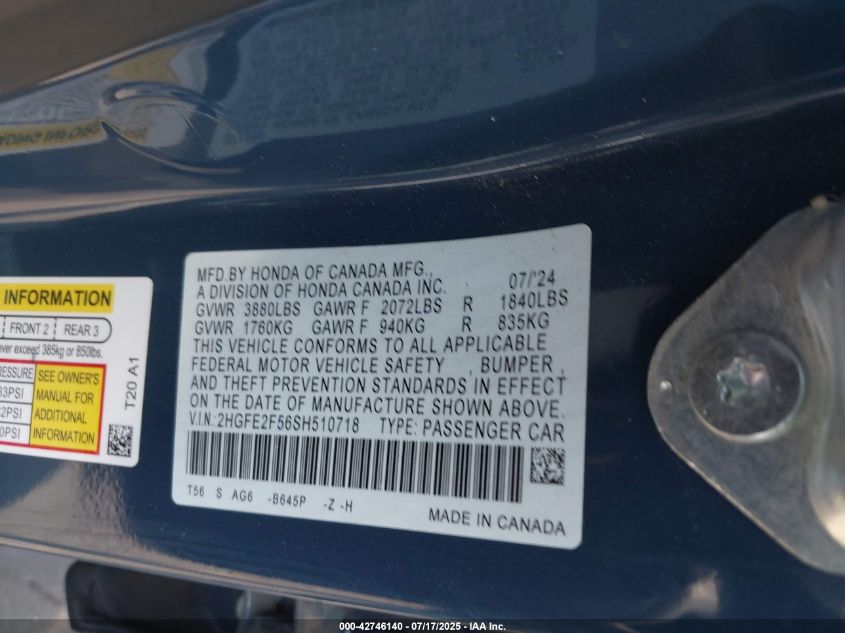 INFORMATION
FRONT 2 REAR 3
ver exceed 385kg or 850lbs.
RESSURE
SEE OWNER'S
MANUAL FOR
ADDITIONAL
INFORMATION
33PSI
2PSI
0PSI
T20 A1
MFD.BY HONDA OF CANADA MFG.,
A DIVISION OF HONDA CANADA INC. 07/'24
GVWR 3880LBS GAWR F 2072LBS R 1840LBS
GVWR 1760KG GAWR F 940KG R 835KG
THIS VEHICLE CONFORMS TO ALL APPLICABLE
FEDERAL MOTOR VEHICLE SAFETY , BUMPER ,
AND THEFT PREVENTION STANDARDS IN EFFECT
ON THE DATE OF MANUFACTURE SHOWN ABOVE.
V.I.N.: 2HGFE2F56SH510718 TYPE: PASSENGER CAR
T56 S AG6 -B645P -Z -H
MADE IN CANADA
000-42746140 - 07/17/2025 - IAA Inc.